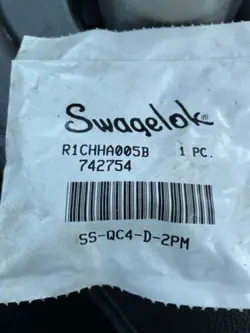 Swagelok®
R1CHHA005B 1 PC.
742754
SS-QC4-D-2PM